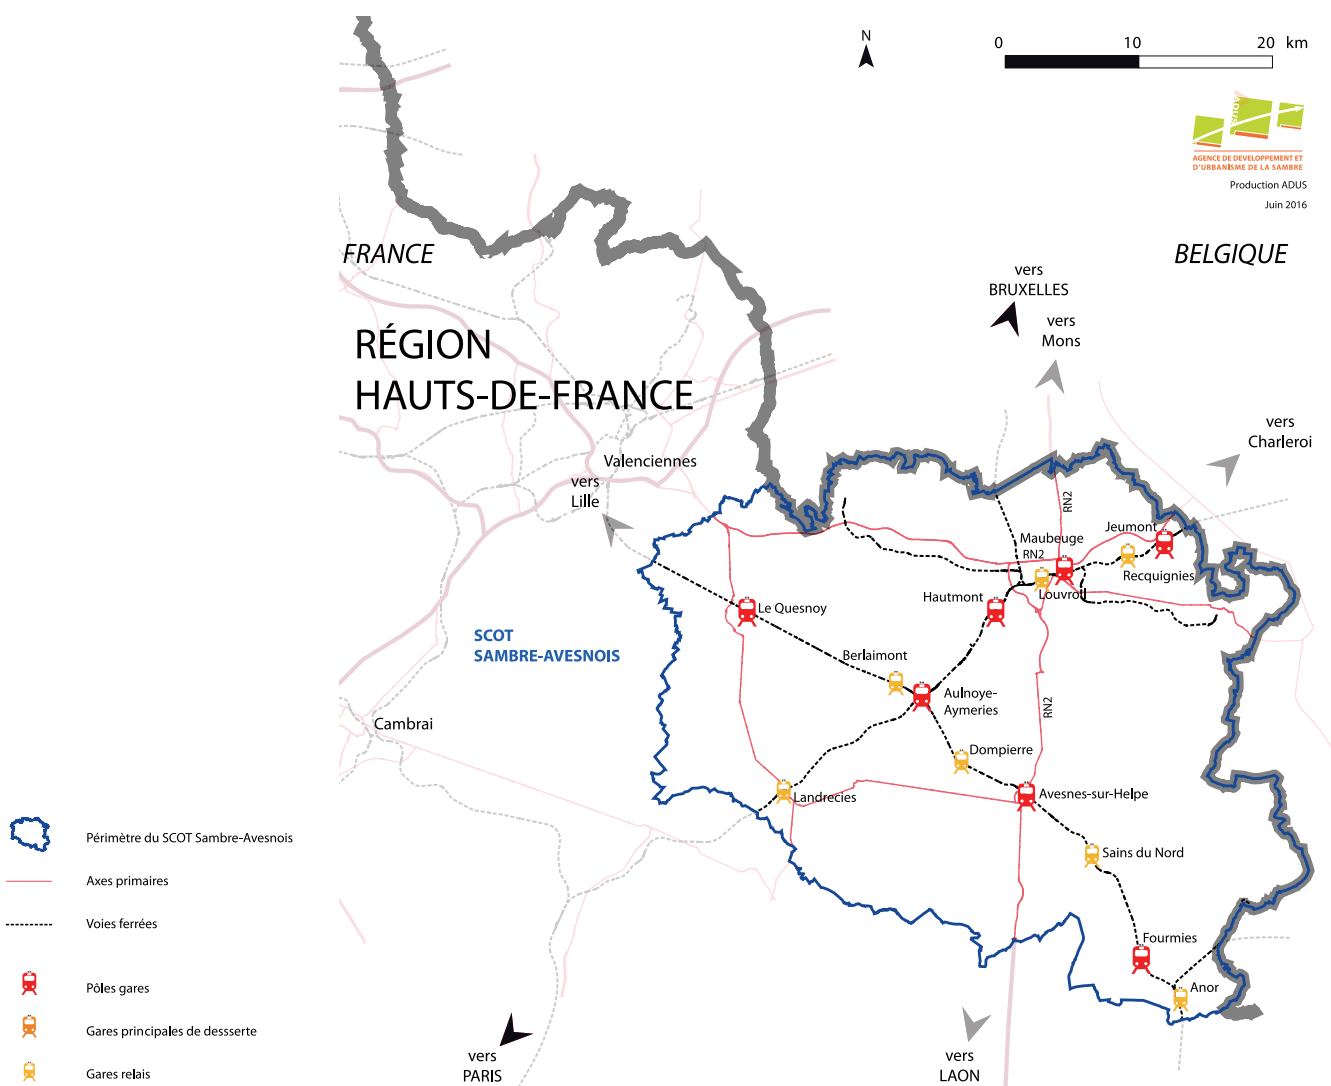 N
0
10
20 km
ADUS
AGENCE DE DEVELOPPEMENT ET
D'URBANISME DE LA SAMBRE
Production ADUS
Juin 2016
FRANCE
BELGIQUE
vers
BRUXELLES
vers
Mons
RÉGION
HAUTS-DE-FRANCE
vers
Charleroi
Valenciennes
vers
Lille
RN2
Jeumont
Maubeuge
RN2
Recquignies
Louvroil
Hautmont
Le Quesnoy
SCOT
SAMBRE-AVESNOIS
Berlaimont
Aulnoye-
Aymeries
RN2
Cambrai
Dompierre
Landrecies
Avesnes-sur-Helpe
Sains du Nord
Fourmies
Anor
vers
PARIS
vers
LAON
Périmètre du SCOT Sambre-Avesnois
Axes primaires
Voies ferrées
Pôles gares
Gares principales de dessserte
Gares relais